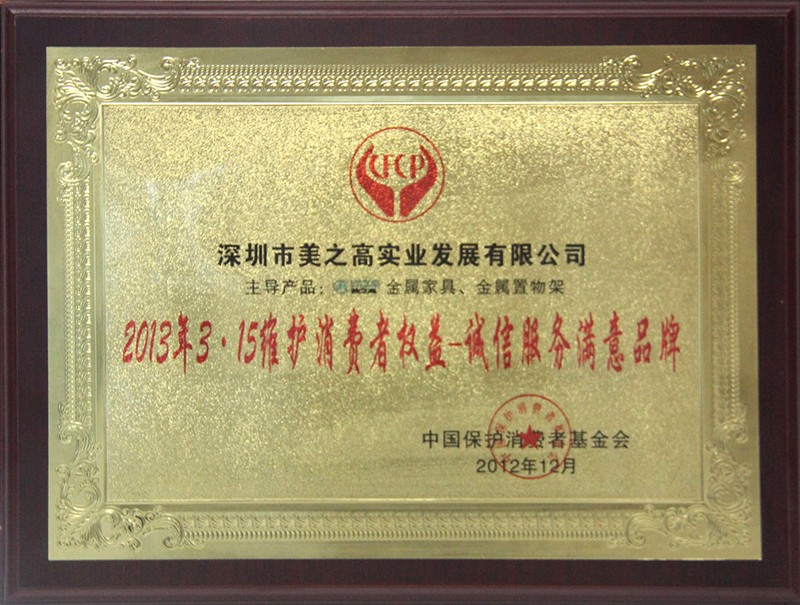 CFCP
深圳市美之高实业发展有限公司
主导产品: 金属家具、金属置物架
2013年3·15维护消费者权益-诚信服务满意品牌
中国保护消费者基金会
2012年12月